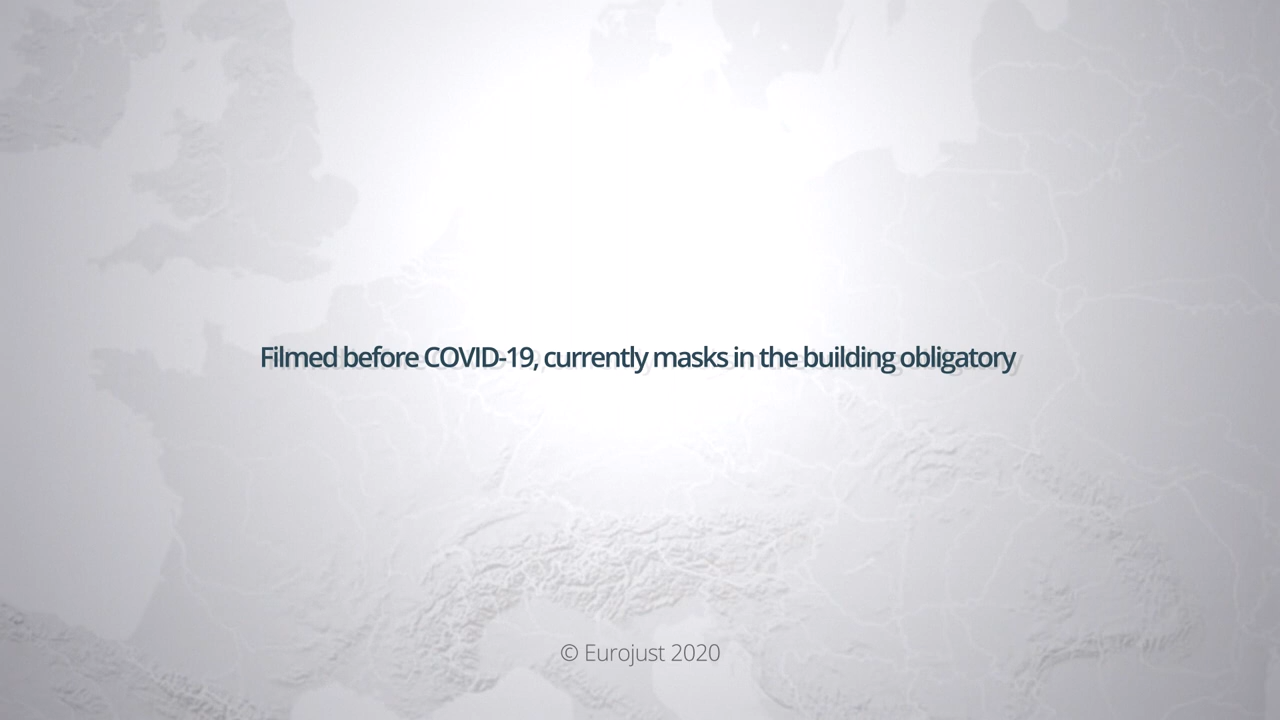 Filmed before COVID-19, currently masks in the building obligatory
© Eurojust 2020